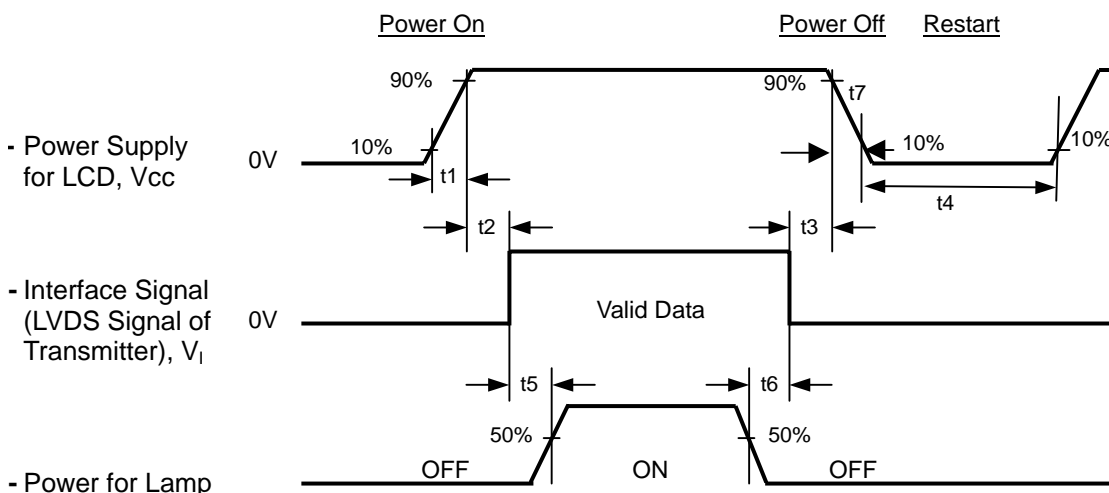 Power On Power Off Restart
90% 90% t7
- Power Supply
for LCD, Vcc
0V 10% 10% 10%
t1 t4
t2 t3
- Interface Signal
(LVDS Signal of
Transmitter), VI
0V Valid Data
t5 t6
50% 50%
- Power for Lamp OFF ON OFF